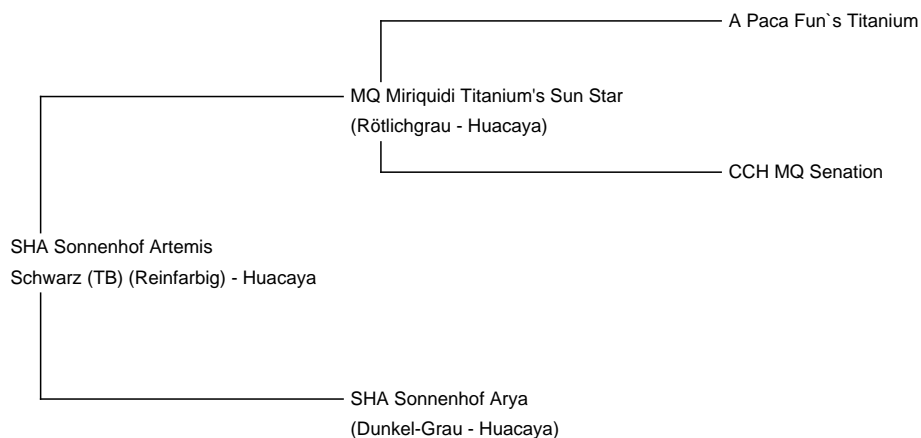 A Paca Fun`s Titanium
MQ Miriquidi Titanium's Sun Star
(Rötlichgrau - Huacaya)
CCH MQ Senation
SHA Sonnenhof Artemis
Schwarz (TB) (Reinfarbig) - Huacaya
SHA Sonnenhof Arya
(Dunkel-Grau - Huacaya)